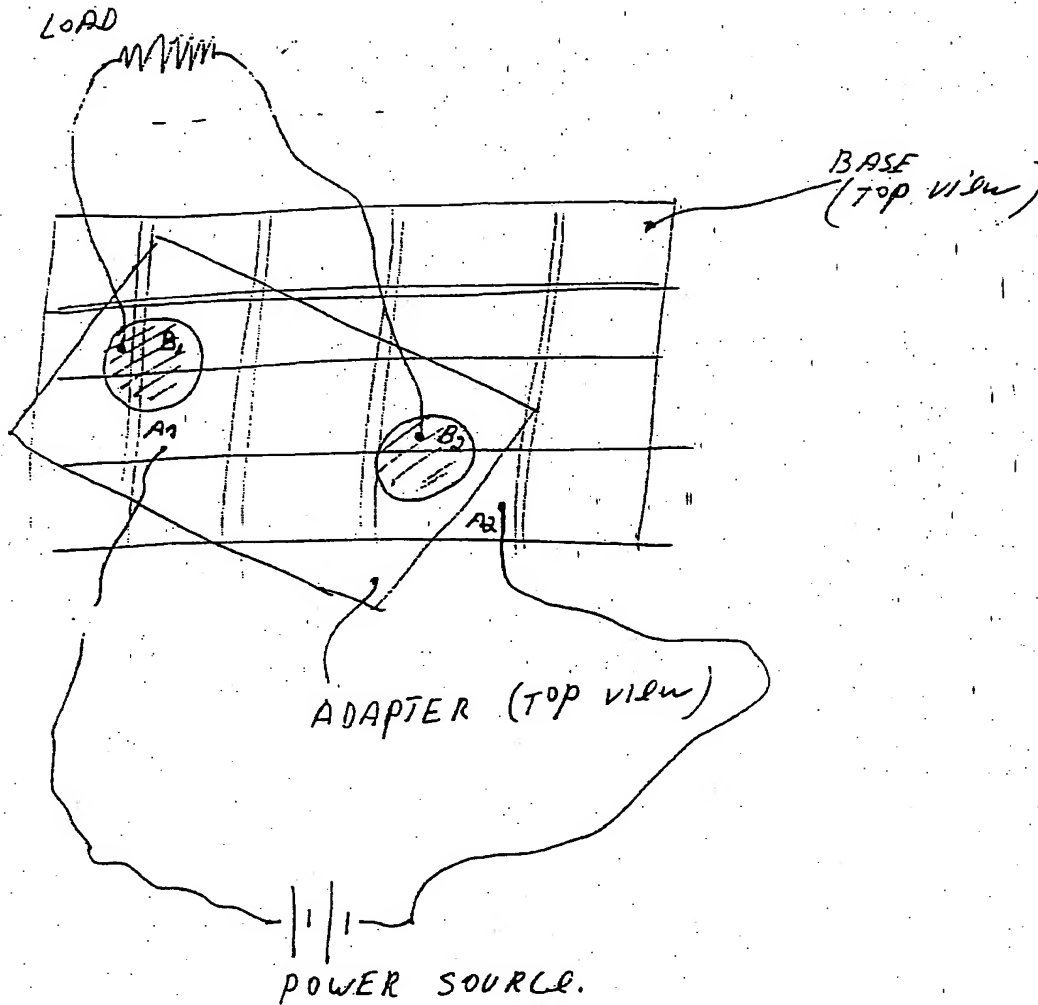 LOAD
BASE
(TOP view)
B1
A1
B2
A2
ADAPTER (TOP view)
POWER SOURCe.